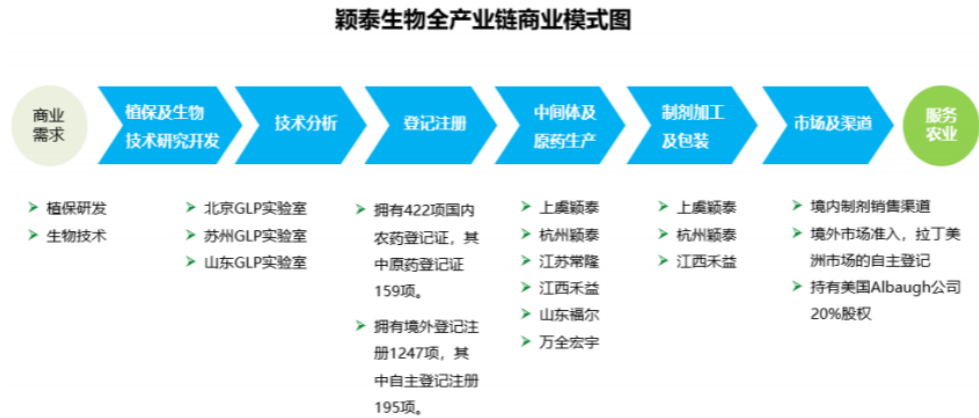 颖泰生物全产业链商业模式图
商业
需求
植保及生物
技术研究开发
技术分析
登记注册
中间体及
原药生产
制剂加工
及包装
市场及渠道
服务
农业
植保研发
生物技术
北京GLP实验室
苏州GLP实验室
山东GLP实验室
拥有422项国内
农药登记证，其
中原药登记证
159项。
拥有境外登记注
册1247项，其
中自主登记注册
195项。
上虞颖泰
杭州颖泰
江苏常隆
江西禾益
山东福尔
万全宏宇
上虞颖泰
杭州颖泰
江西禾益
境内制剂销售渠道
境外市场准入，拉丁美
洲市场的自主登记
持有美国Albaugh公司
20%股权